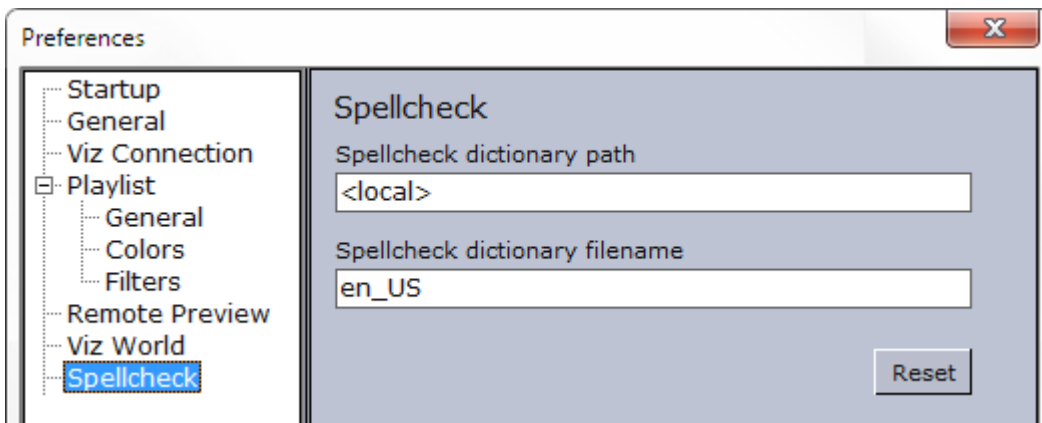 Preferences
Startup
General
Viz Connection
Playlist
General
Colors
Filters
Remote Preview
Viz World
Spellcheck
Spellcheck
Spellcheck dictionary path
<local>
Spellcheck dictionary filename
en_US
Reset